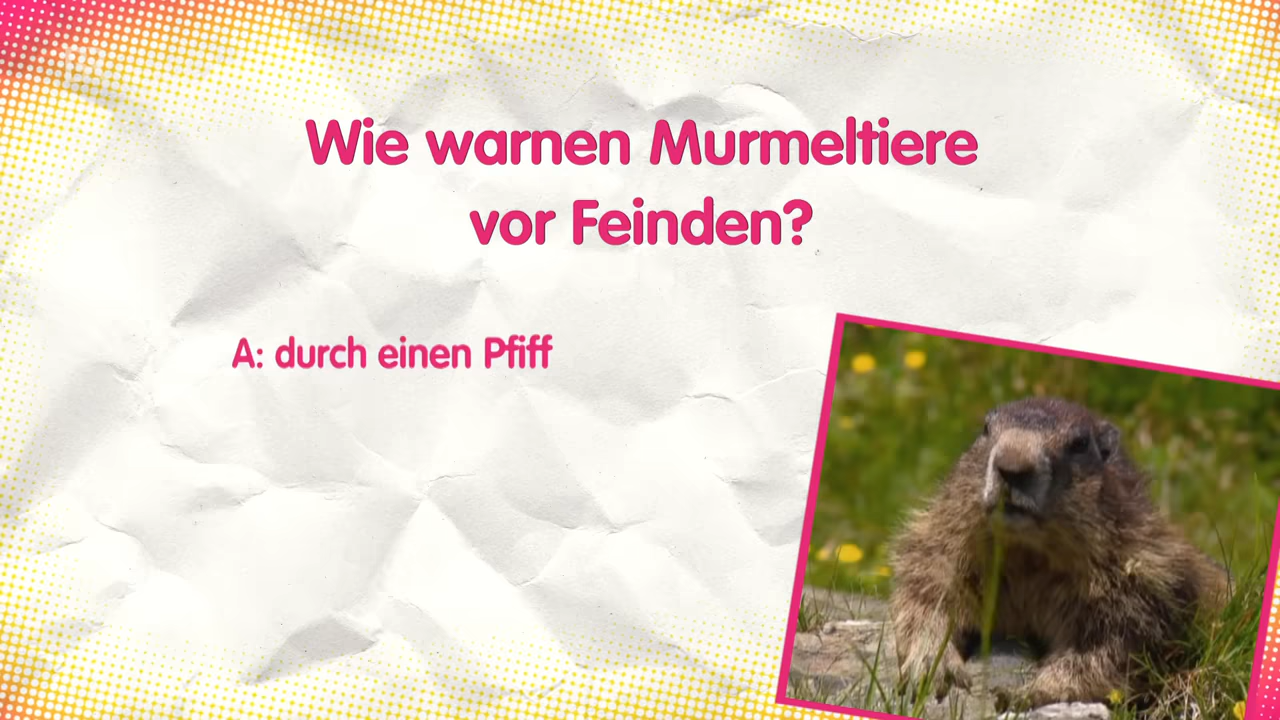 Wie warnen Murmeltiere
vor Feinden?
A: durch einen Pfiff